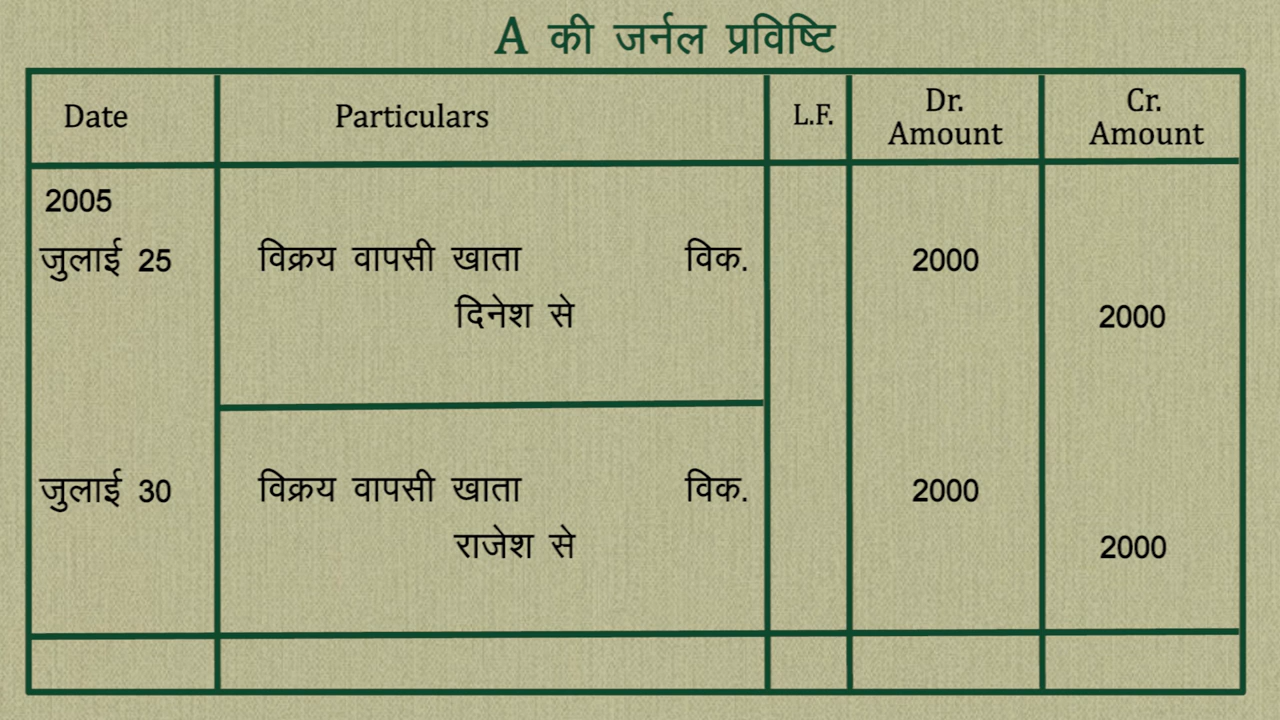 A की जर्नल प्रविष्टि
Date Particulars L.F. Dr. Amount Cr. Amount
2005
जुलाई 25 विक्रय वापसी खाता विक. 2000
दिनेश से 2000
जुलाई 30 विक्रय वापसी खाता विक. 2000
राजेश से 2000